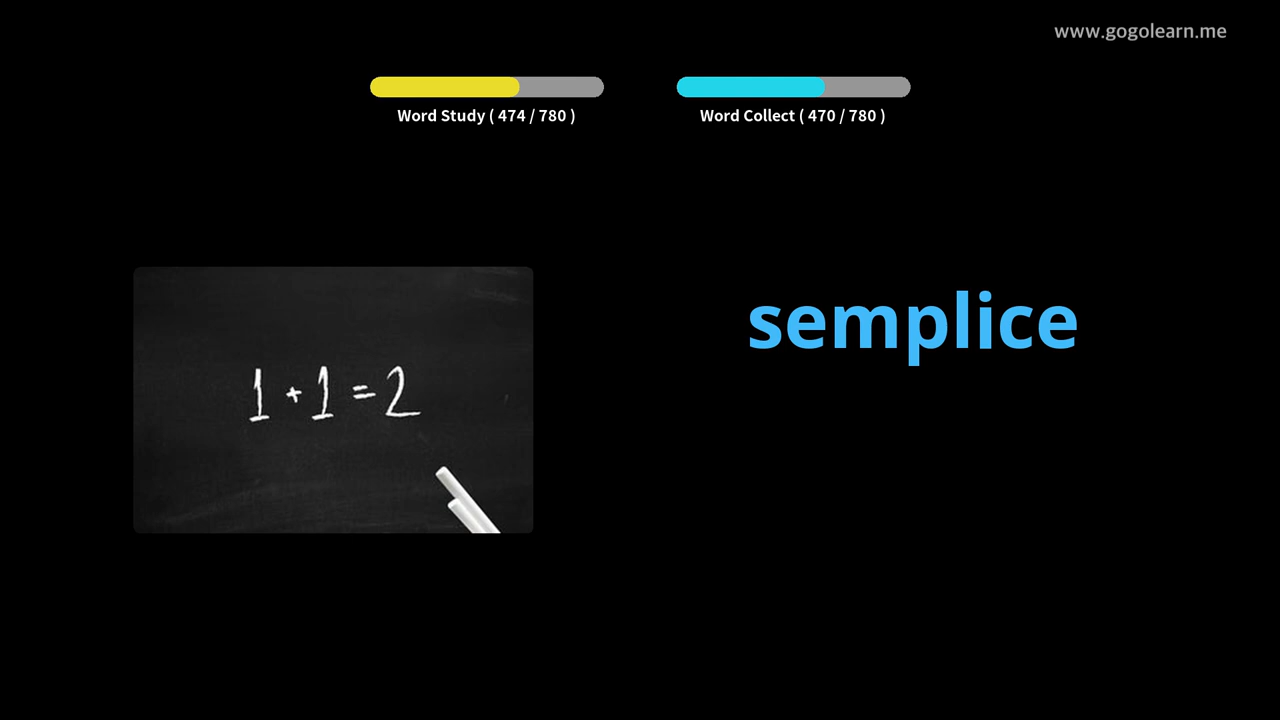 www.gogolearn.me
Word Study ( 474 / 780 )
Word Collect ( 470 / 780 )
semplice
1 + 1 = 2